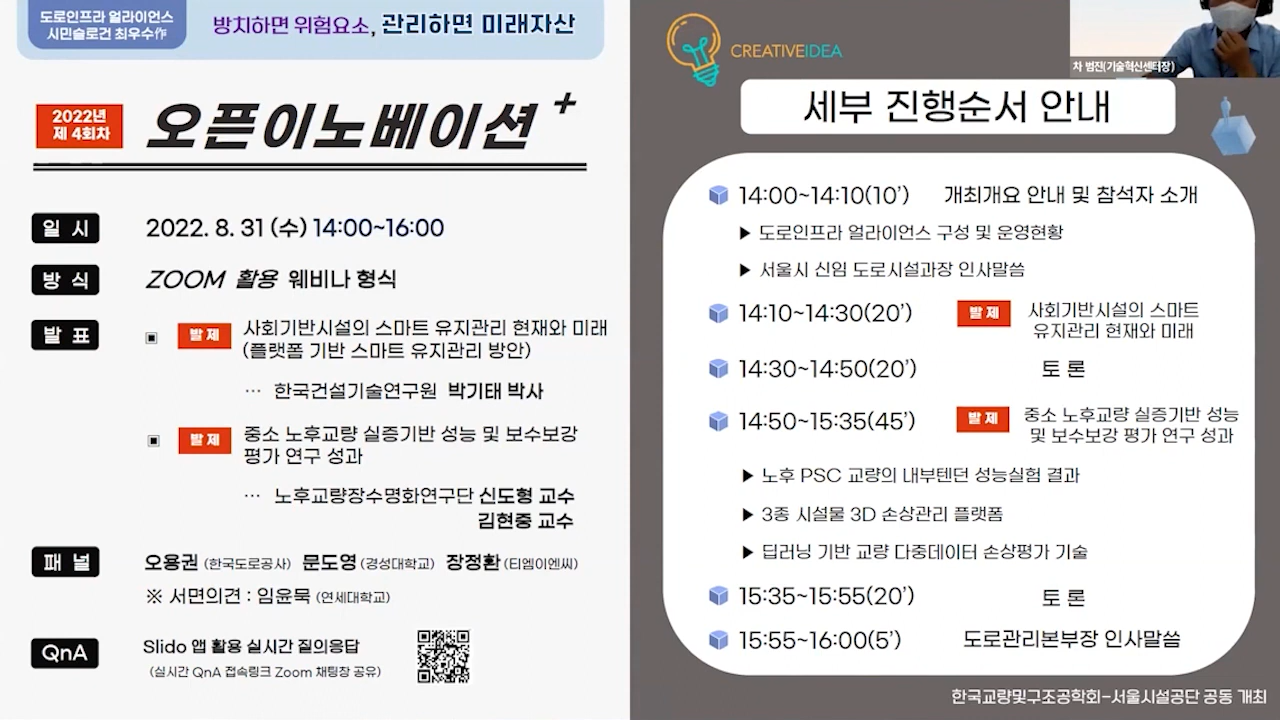 도로인프라 얼라이언스
시민슬로건 최우수作
방치하면 위험요소, 관리하면 미래자산
2022년
제 4회차
오픈이노베이션+
일 시
2022. 8. 31 (수) 14:00~16:00
방 식
ZOOM 활용 웨비나 형식
발 표
▣ 발 제 사회기반시설의 스마트 유지관리 현재와 미래
(플랫폼 기반 스마트 유지관리 방안)
··· 한국건설기술연구원 박기태 박사
▣ 발 제 중소 노후교량 실증기반 성능 및 보수보강
평가 연구 성과
··· 노후교량장수명화연구단 신도형 교수
김현중 교수
패 널
오용권 (한국도로공사) 문도영 (경성대학교) 장정환 (티엠이엔씨)
※ 서면의견 : 임윤묵 (연세대학교)
QnA
Slido 앱 활용 실시간 질의응답
(실시간 QnA 접속링크 Zoom 채팅장 공유)
CREATIVEIDEA
차 범진(기술혁신센터장)
세부 진행순서 안내
14:00~14:10(10’) 개최개요 안내 및 참석자 소개
▶ 도로인프라 얼라이언스 구성 및 운영현황
▶ 서울시 신임 도로시설과장 인사말씀
14:10~14:30(20’) 발 제 사회기반시설의 스마트
유지관리 현재와 미래
14:30~14:50(20’) 토 론
14:50~15:35(45’) 발 제 중소 노후교량 실증기반 성능
및 보수보강 평가 연구 성과
▶ 노후 PSC 교량의 내부텐던 성능실험 결과
▶ 3종 시설물 3D 손상관리 플랫폼
▶ 딥러닝 기반 교량 다중데이터 손상평가 기술
15:35~15:55(20’) 토 론
15:55~16:00(5’) 도로관리본부장 인사말씀
한국교량및구조공학회-서울시설공단 공동 개최